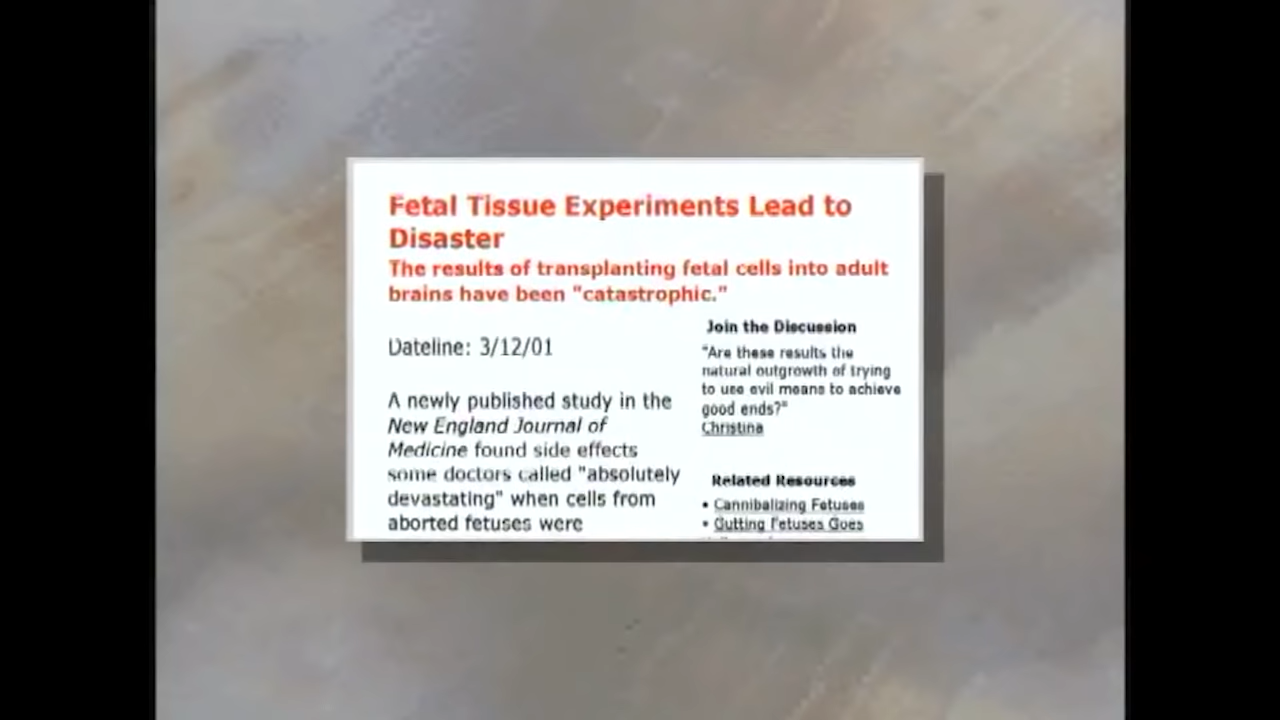 Fetal Tissue Experiments Lead to
Disaster
The results of transplanting fetal cells into adult
brains have been "catastrophic."
Dateline: 3/12/01
A newly published study in the
New England Journal of
Medicine found side effects
some doctors called "absolutely
devastating" when cells from
aborted fetuses were
Join the Discussion
"Are these results the
natural outgrowth of trying
to use evil means to achieve
good ends?"
Christina
Related Resources
• Cannibalizing Fetuses
• Gutting Fetuses Goes